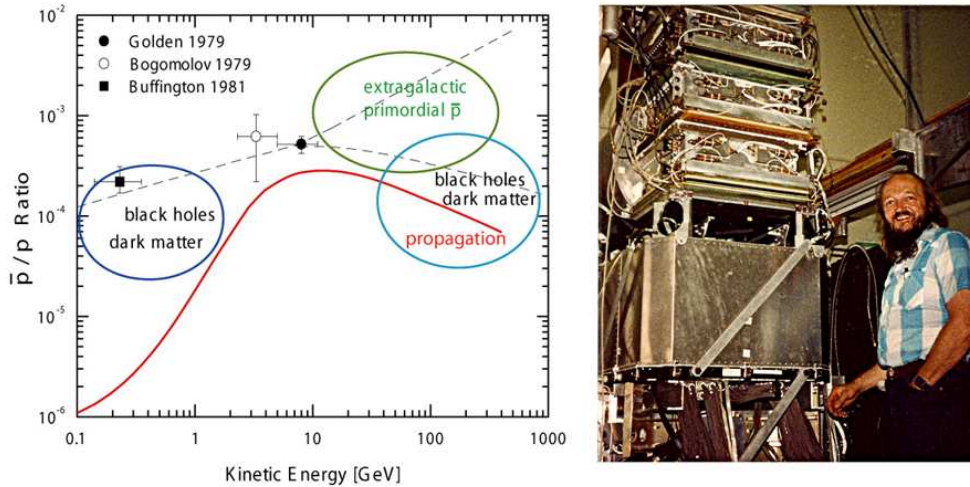 10⁻²
10⁻³
10⁻⁴
10⁻⁵
10⁻⁶
p̅ / p Ratio
Golden 1979
Bogomolov 1979
Buffington 1981
extragalactic
primordial p̅
black holes
dark matter
black holes
dark matter
propagation
0.1 1 10 100 1000
Kinetic Energy [GeV]